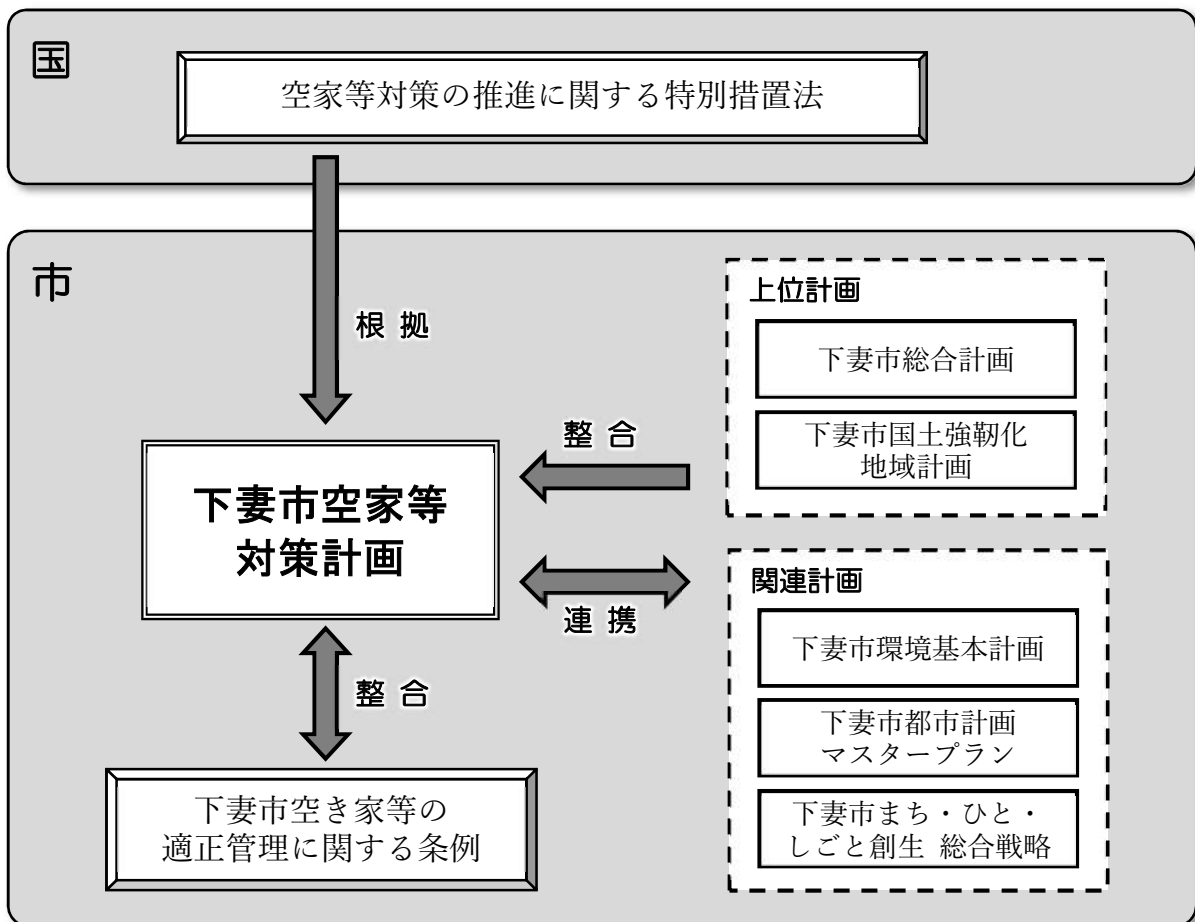 国
空家等対策の推進に関する特別措置法
市
根拠
上位計画
下妻市総合計画
下妻市国土強靭化
地域計画
整合
下妻市空家等
対策計画
連携
関連計画
下妻市環境基本計画
下妻市都市計画
マスタープラン
下妻市まち・ひと・
しごと創生 総合戦略
整合
下妻市空き家等の
適正管理に関する条例